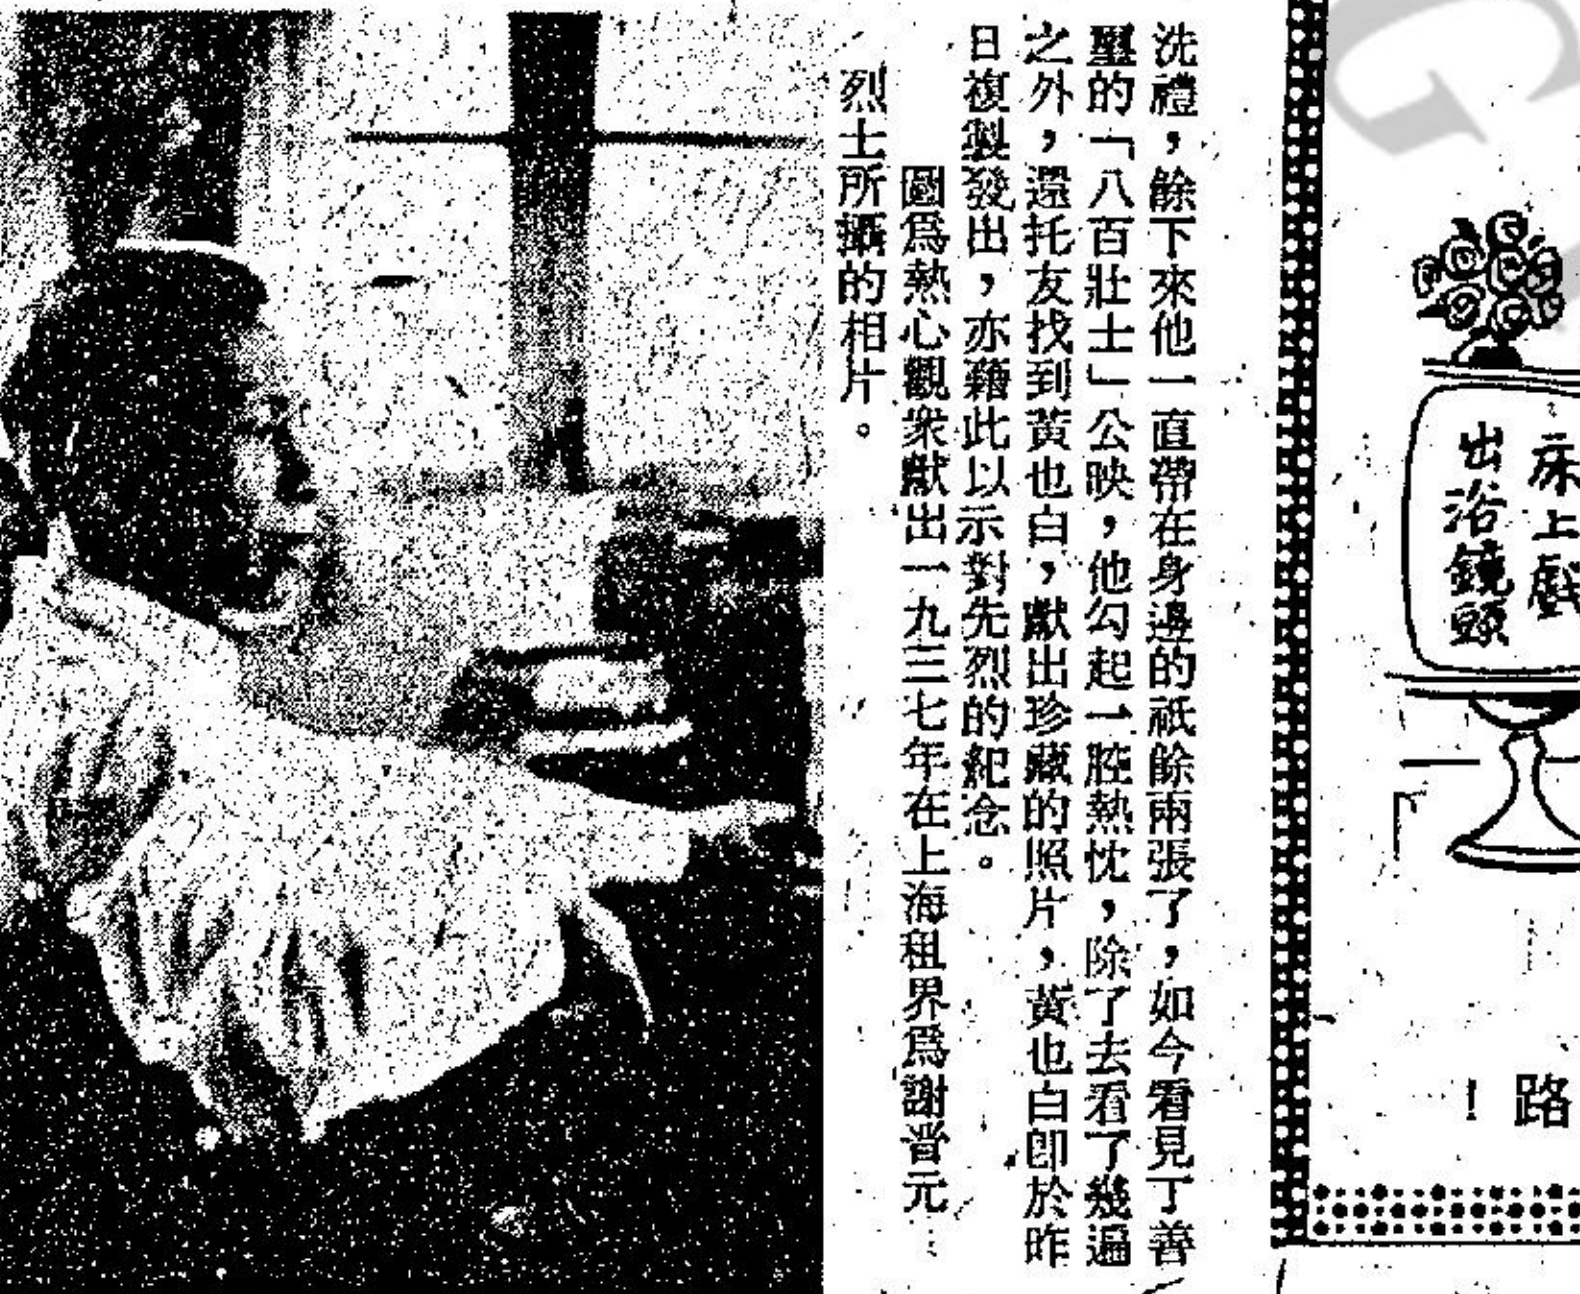 洗禮，餘下來他一直帶在身邊的祇餘兩張了，如今看見了善
壓的「八百壯士」公映，他勾起一腔熱忱，除了去看了幾遍
之外，還托友找到黃也白，獻出珍藏的照片，黃也白卽於昨
日複製發出，亦藉此以示對先烈的紀念。
圖爲熱心觀衆獻出一九三七年在上海租界爲謝晋元
烈士所攝的相片。
床上戲
出浴鏡頭
路！
G